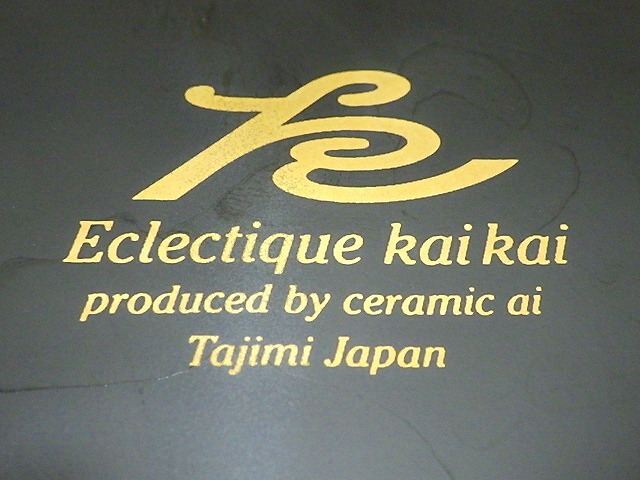 Eclectique kai kai
produced by ceramic ai
Tajimi Japan